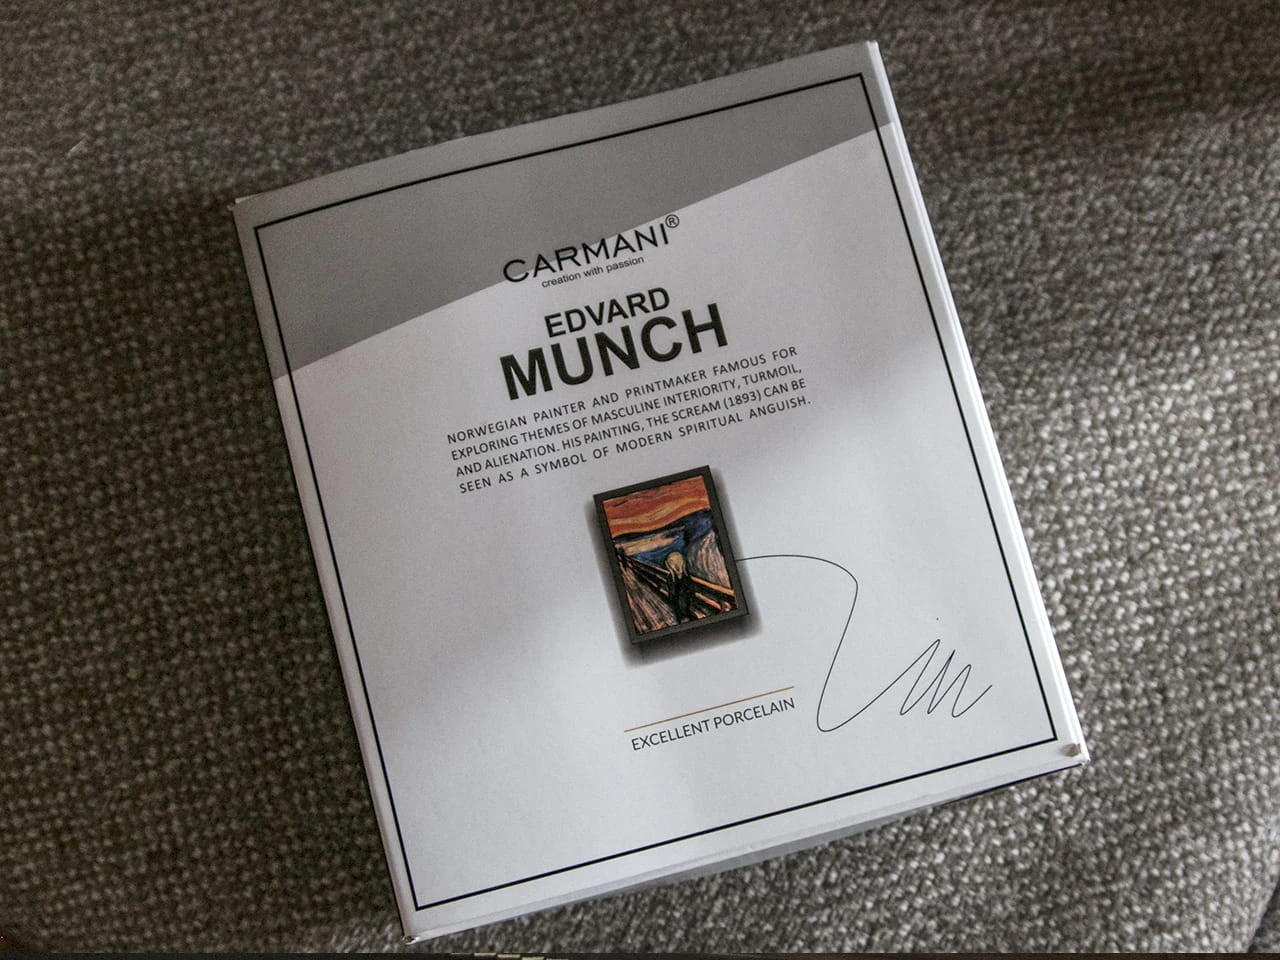 CARMANI®
creation with passion
EDVARD
MUNCH
NORWEGIAN PAINTER AND PRINTMAKER FAMOUS FOR
EXPLORING THEMES OF MASCULINE INTERIORITY, TURMOIL,
AND ALIENATION. HIS PAINTING, THE SCREAM (1893) CAN BE
SEEN AS A SYMBOL OF MODERN SPIRITUAL ANGUISH.
EXCELLENT PORCELAIN